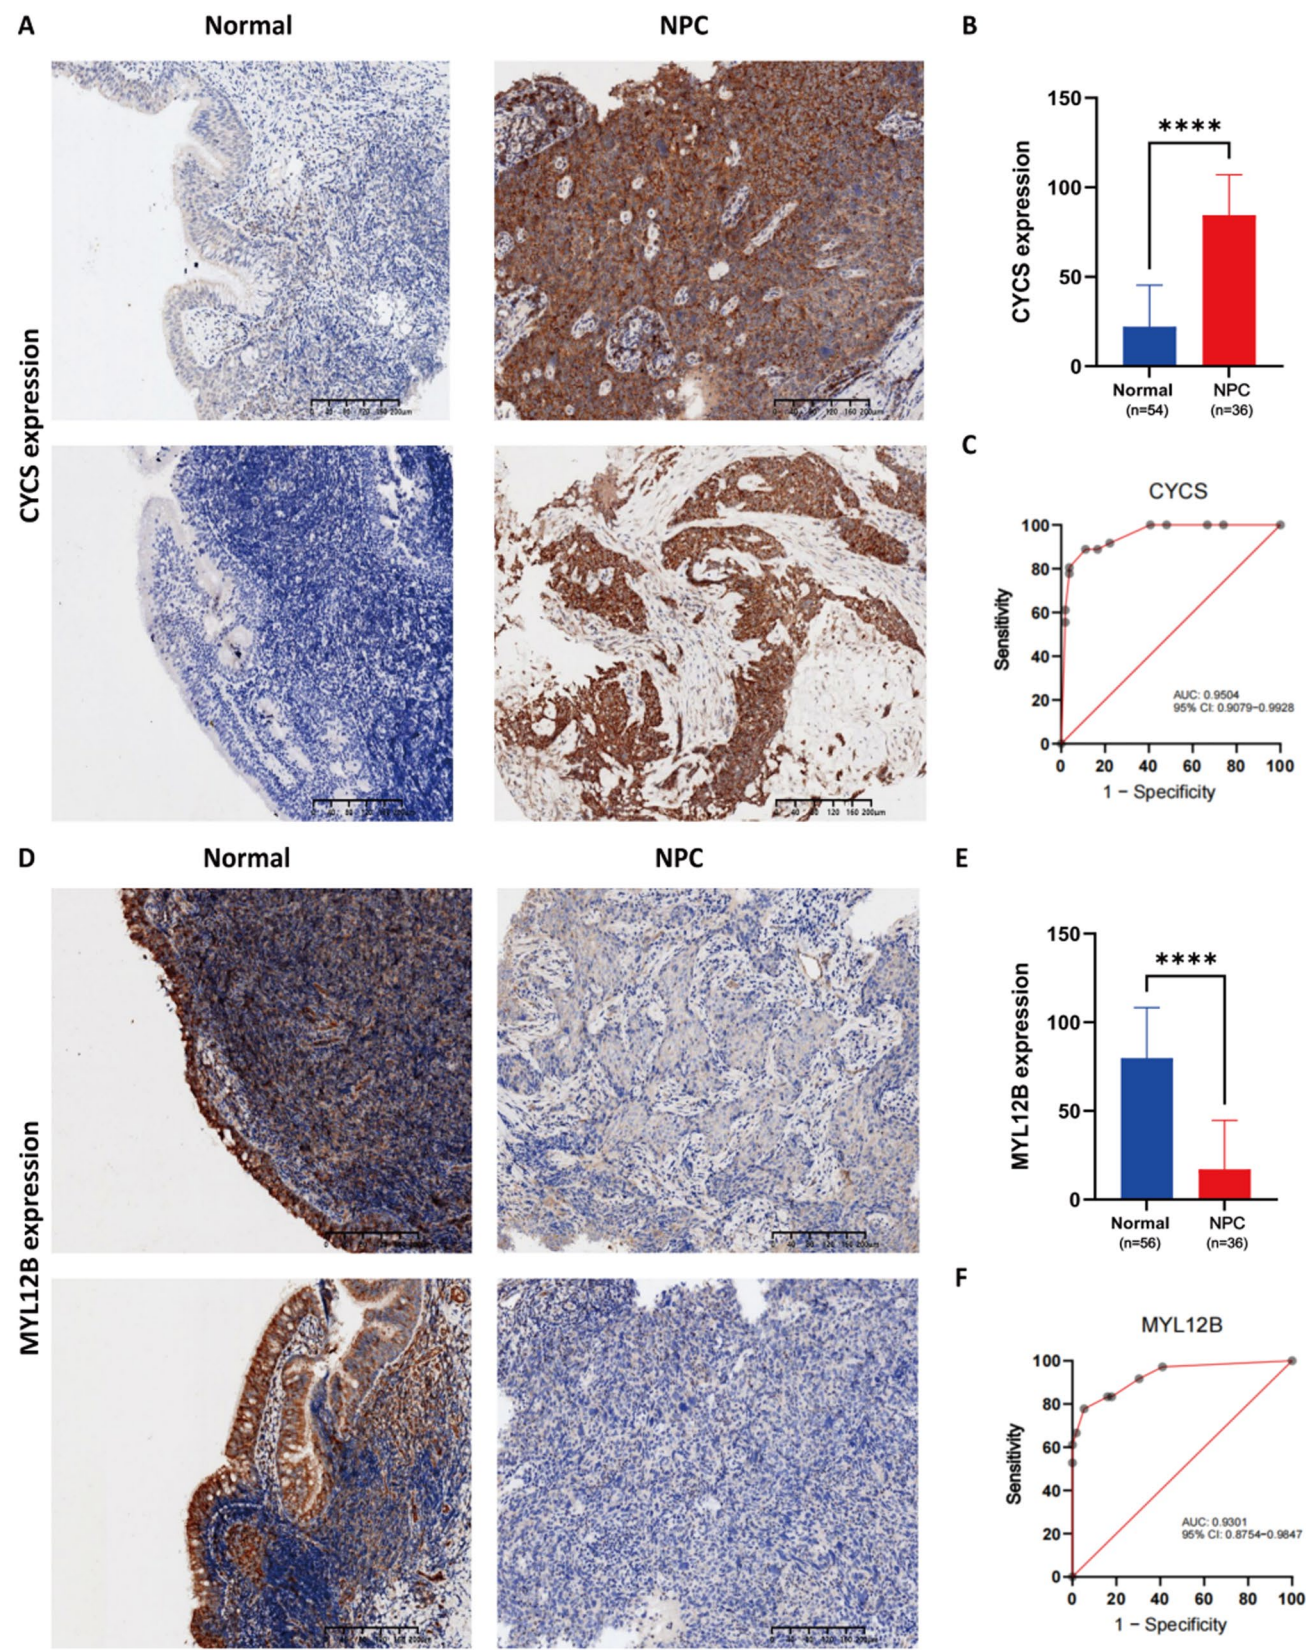 A
Normal
NPC
B
CYCS expression
150
100
50
0
****
Normal
(n=54)
NPC
(n=36)
CYCS expression
C
CYCS
100
80
60
40
20
0
Sensitivity
AUC: 0.9504
95% CI: 0.9079−0.9928
0 20 40 60 80 100
1 − Specificity
D
Normal
NPC
E
MYL12B expression
150
100
50
0
****
Normal
(n=56)
NPC
(n=36)
MYL12B expression
F
MYL12B
100
80
60
40
20
0
Sensitivity
AUC: 0.9301
95% CI: 0.8754−0.9847
0 20 40 60 80 100
1 − Specificity